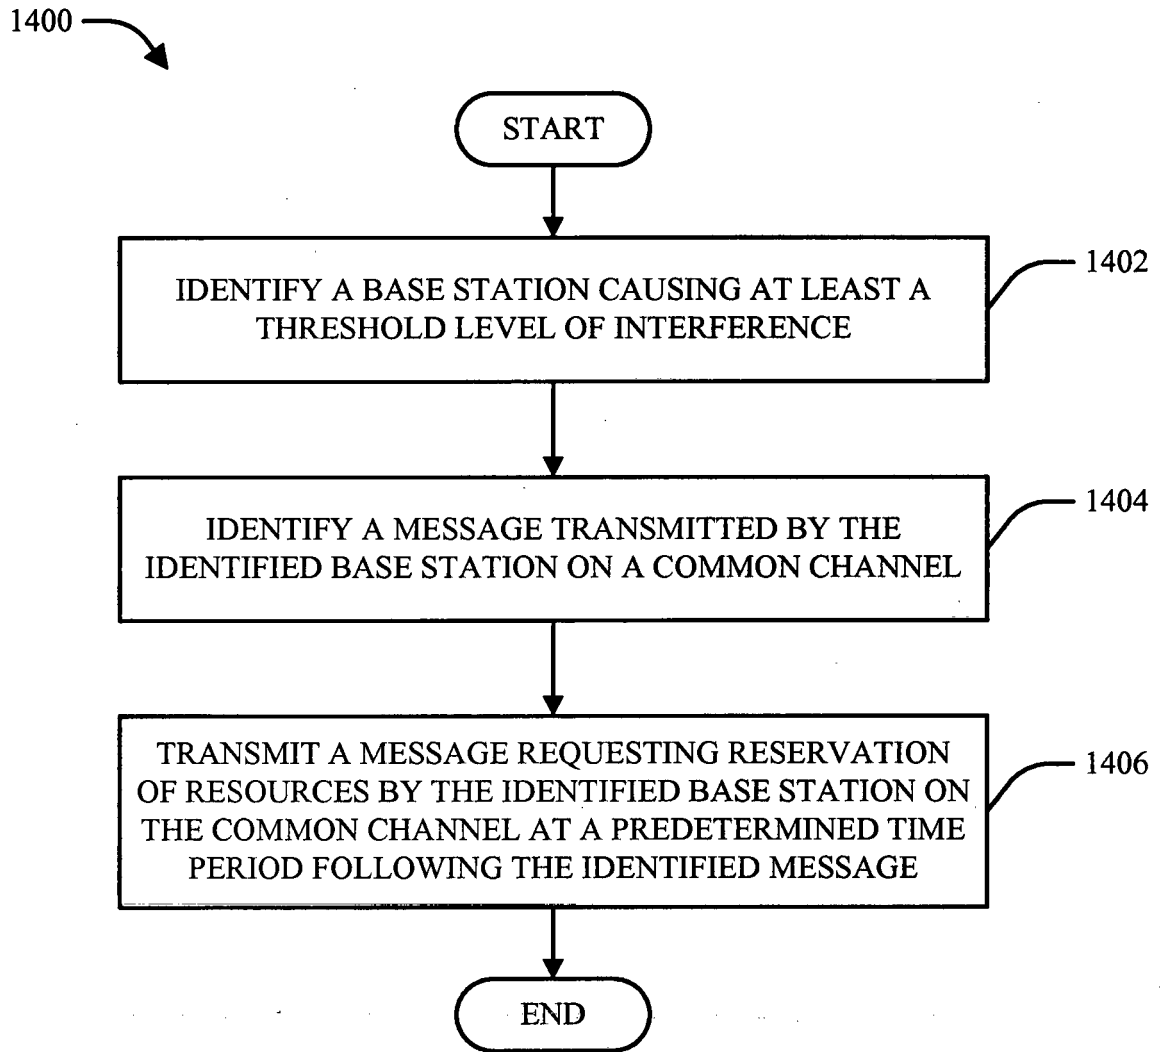 1400
START
IDENTIFY A BASE STATION CAUSING AT LEAST A
THRESHOLD LEVEL OF INTERFERENCE
1402
IDENTIFY A MESSAGE TRANSMITTED BY THE
IDENTIFIED BASE STATION ON A COMMON CHANNEL
1404
TRANSMIT A MESSAGE REQUESTING RESERVATION
OF RESOURCES BY THE IDENTIFIED BASE STATION ON
THE COMMON CHANNEL AT A PREDETERMINED TIME
PERIOD FOLLOWING THE IDENTIFIED MESSAGE
1406
END